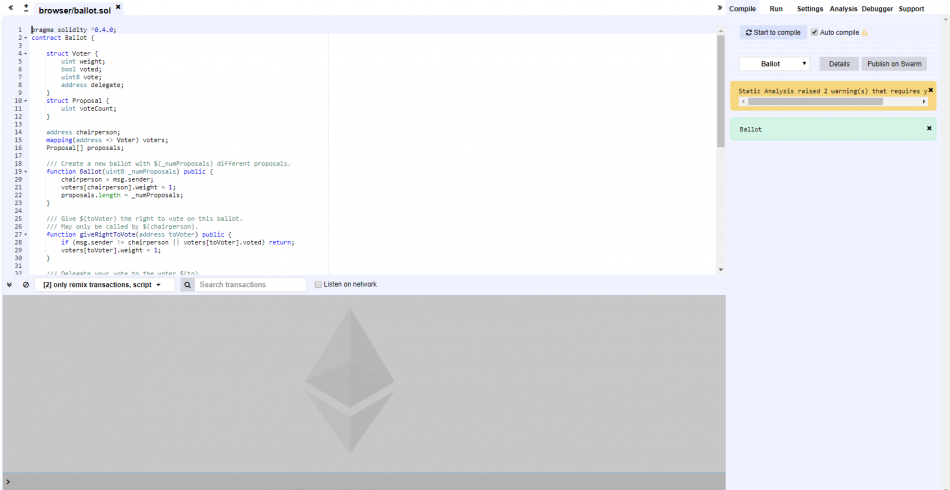 browser/ballot.sol
Compile Run Settings Analysis Debugger Support
Start to compile Auto compile
Ballot Details Publish on Swarm
Static Analysis raised 2 warning(s) that requires y
Ballot
1 pragma solidity ^0.4.0;
2 contract Ballot {
3
4 struct Voter {
5 uint weight;
6 bool voted;
7 uint8 vote;
8 address delegate;
9 }
10 struct Proposal {
11 uint voteCount;
12 }
13
14 address chairperson;
15 mapping(address => Voter) voters;
16 Proposal[] proposals;
17
18 /// Create a new ballot with $(_numProposals) different proposals.
19 function Ballot(uint8 _numProposals) public {
20 chairperson = msg.sender;
21 voters[chairperson].weight = 1;
22 proposals.length = _numProposals;
23 }
24
25 /// Give $(toVoter) the right to vote on this ballot.
26 /// May only be called by $(chairperson).
27 function giveRightToVote(address toVoter) public {
28 if (msg.sender != chairperson || voters[toVoter].voted) return;
29 voters[toVoter].weight = 1;
30 }
31
32 /// Delegate your vote to the voter $(to)
[2] only remix transactions, script Search transactions Listen on network